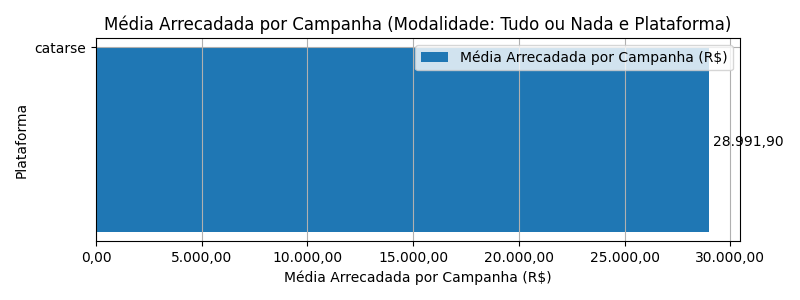 Média Arrecadada por Campanha (Modalidade: Tudo ou Nada e Plataforma)
catarse
Média Arrecadada por Campanha (R$)
Plataforma
28.991,90
0,00 5.000,00 10.000,00 15.000,00 20.000,00 25.000,00 30.000,00
Média Arrecadada por Campanha (R$)